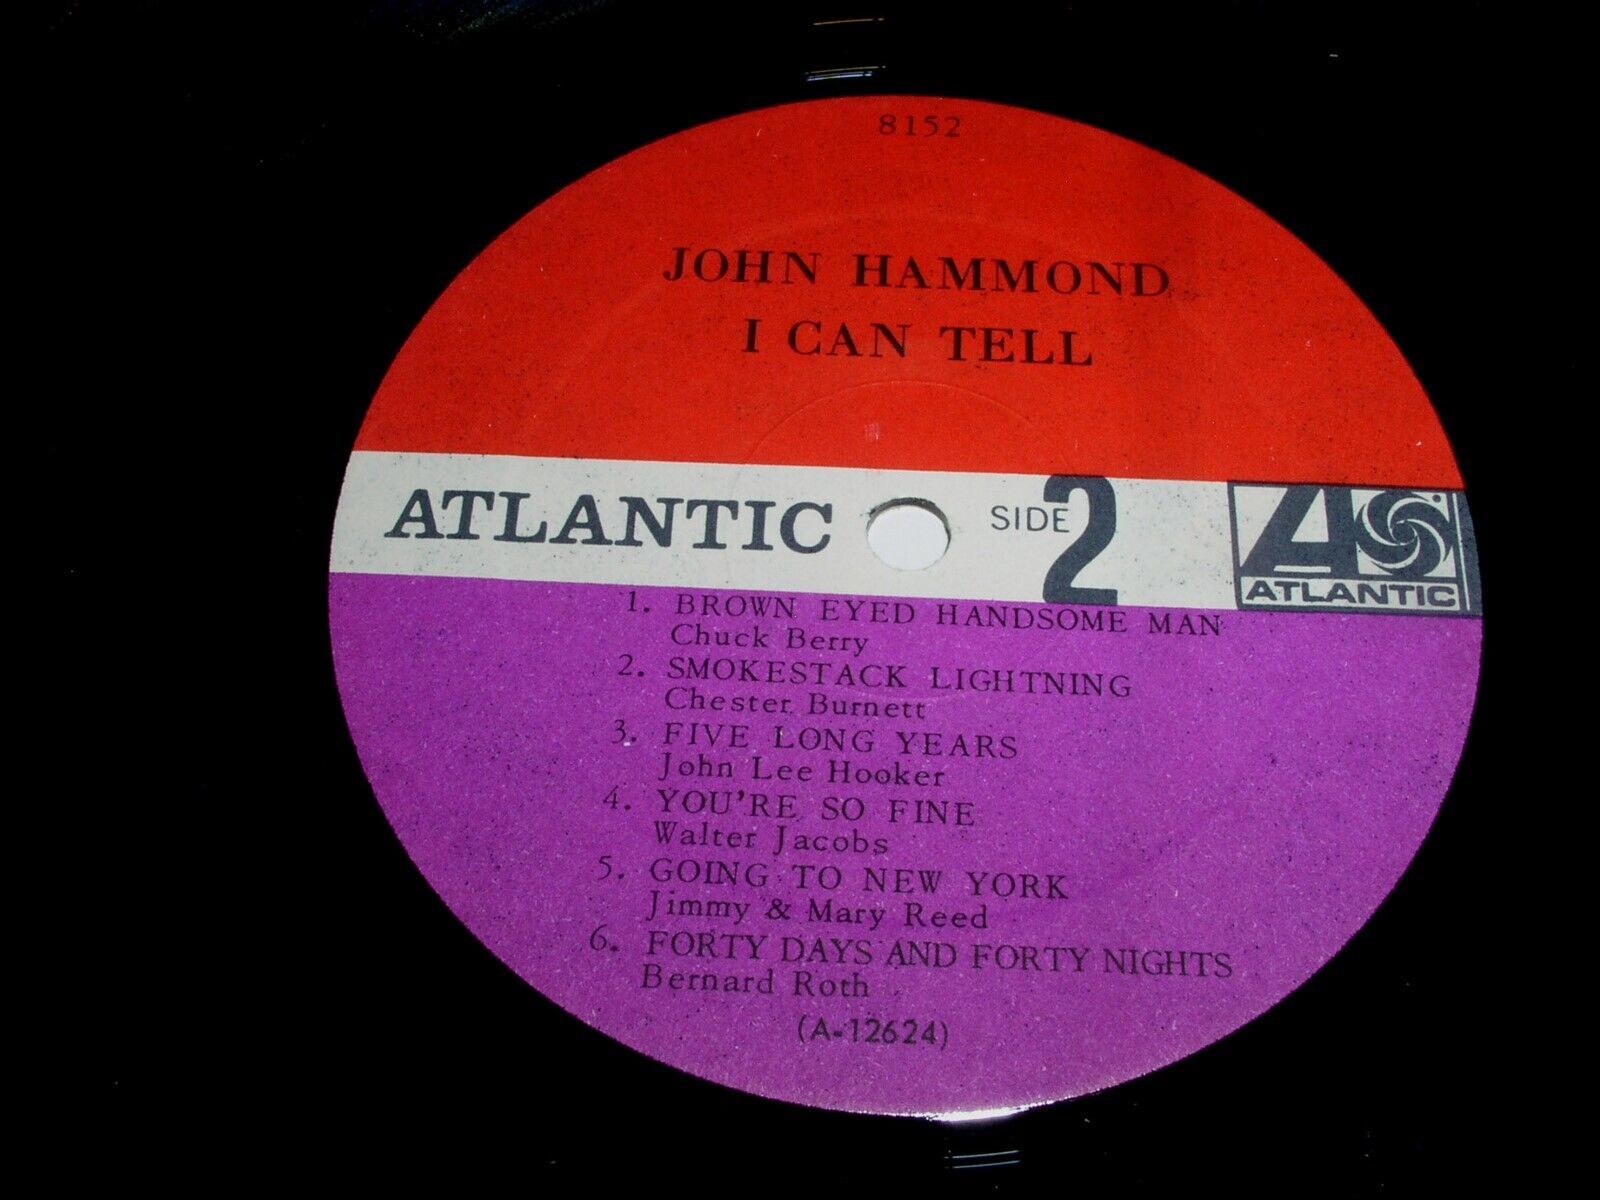 8152
JOHN HAMMOND
I CAN TELL
ATLANTIC SIDE 2 ATLANTIC
1. BROWN EYED HANDSOME MAN
Chuck Berry
2. SMOKESTACK LIGHTNING
Chester Burnett
3. FIVE LONG YEARS
John Lee Hooker
4. YOU'RE SO FINE
Walter Jacobs
5. GOING TO NEW YORK
Jimmy & Mary Reed
6. FORTY DAYS AND FORTY NIGHTS
Bernard Roth
(A-12624)